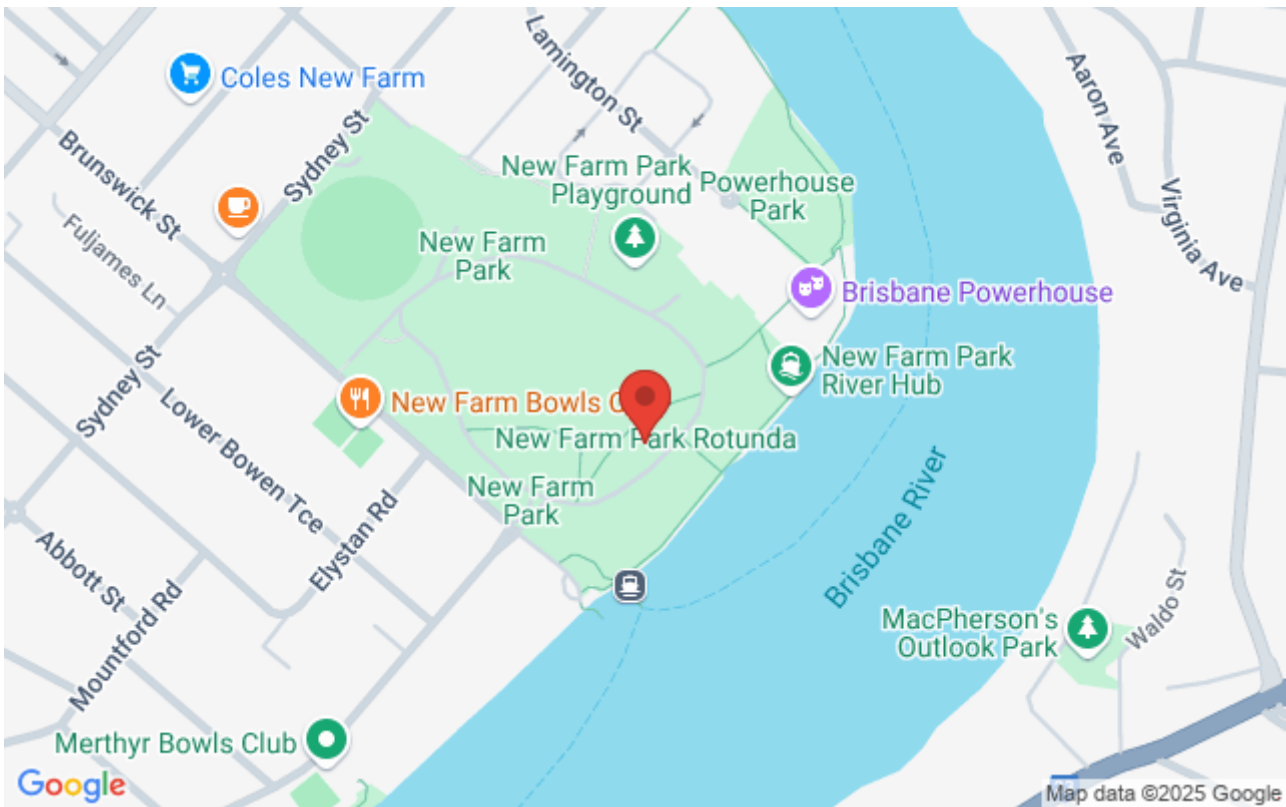 Lamington St
Aaron Ave
Coles New Farm
Sydney St
Brunswick St
New Farm Park
Playground
Powerhouse
Park
Virginia Ave
Fuljames Ln
New Farm
Park
Brisbane Powerhouse
New Farm Park
River Hub
Sydney St
New Farm Bowls C
New Farm Park Rotunda
Lower Bowen Tce
New Farm
Park
Elystan Rd
Brisbane River
Abbott St
Mountford Rd
MacPherson's
Outlook Park
Waldo St
Merthyr Bowls Club
Google
Map data ©2025 Google